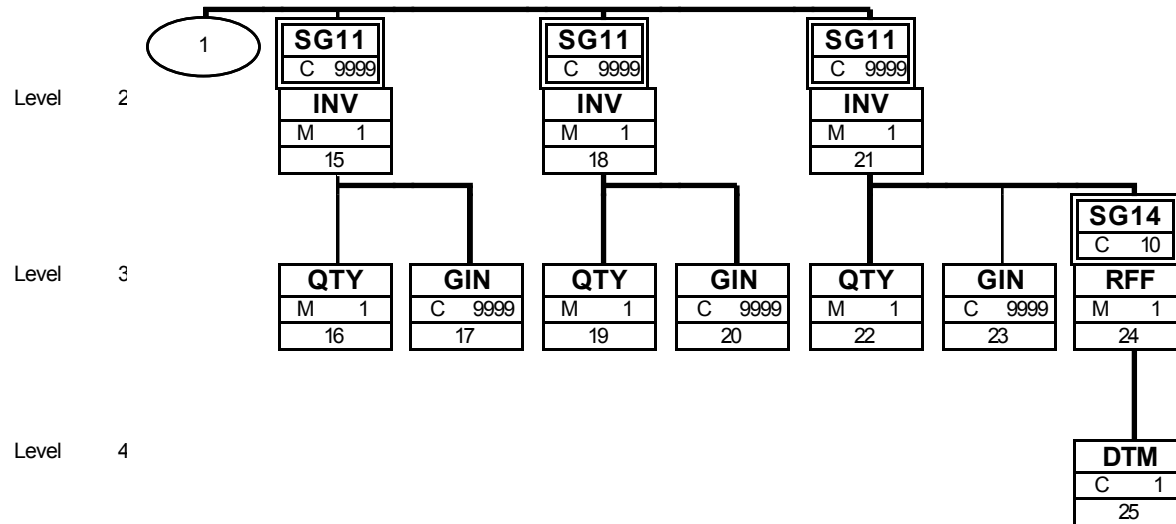 1
SG11 SG11 SG11
C 9999 C 9999 C 9999
Level 2 INV INV INV
M 1 M 1 M 1
15 18 21
SG14
C 10
Level 3 QTY GIN QTY GIN QTY GIN RFF
M 1 C 9999 M 1 C 9999 M 1 C 9999 M 1
16 17 19 20 22 23 24
Level 4 DTM
C 1
25